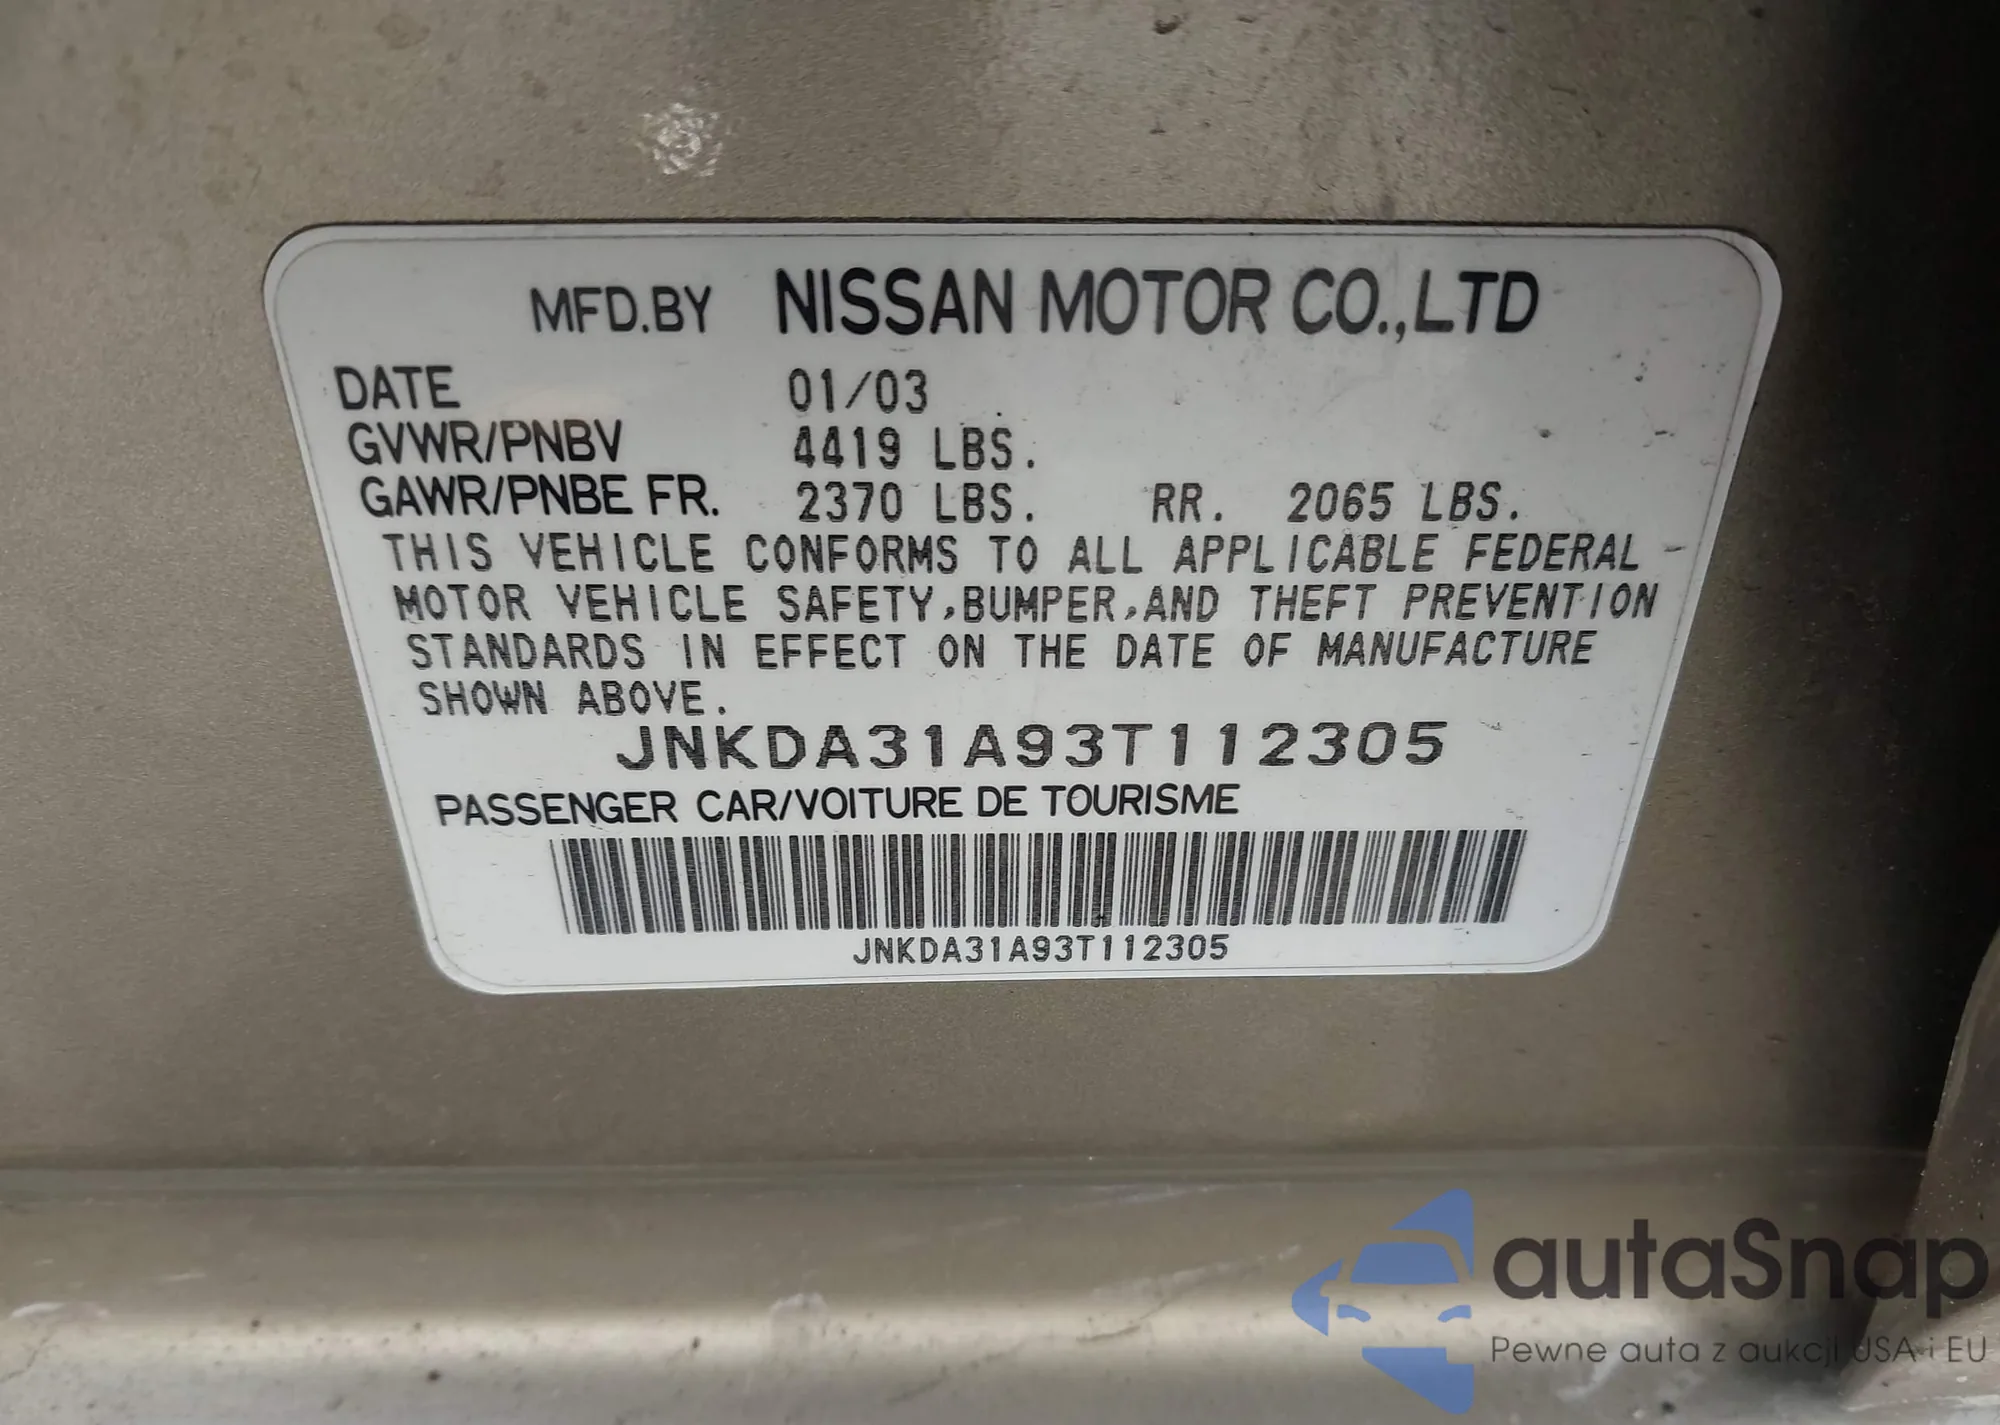 MFD.BY NISSAN MOTOR CO.,LTD
DATE 01/03
GVWR/PNBV 4419 LBS.
GAWR/PNBE FR. 2370 LBS. RR. 2065 LBS.
THIS VEHICLE CONFORMS TO ALL APPLICABLE FEDERAL
MOTOR VEHICLE SAFETY,BUMPER,AND THEFT PREVENTION
STANDARDS IN EFFECT ON THE DATE OF MANUFACTURE
SHOWN ABOVE.
JNKDA31A93T112305
PASSENGER CAR/VOITURE DE TOURISME
JNKDA31A93T112305
autaSnap
Pewne auta z aukcji USA i EU